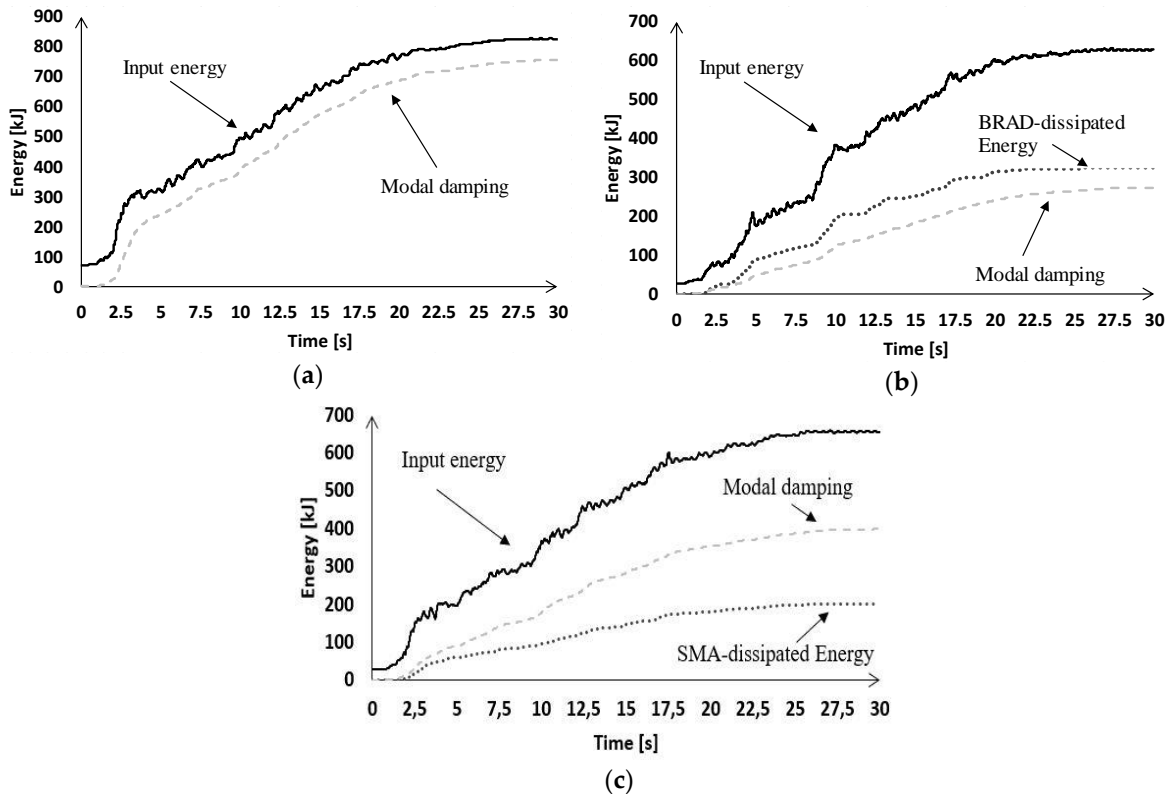 900
800
700
600
500
400
300
200
100
0
Energy [kJ]
Input energy
Modal damping
0 2.5 5 7.5 10 12.5 15 17.5 20 22.5 25 27.5 30
Time [s]
(a)
700
600
500
400
300
200
100
0
Energy [kJ]
Input energy
BRAD-dissipated
Energy
Modal damping
0 2.5 5 7.5 10 12.5 15 17.5 20 22.5 25 27.5 30
Time [s]
(b)
700
600
500
400
300
200
100
0
Energy [kJ]
Input energy
Modal damping
SMA-dissipated Energy
0 2,5 5 7,5 10 12,5 15 17,5 20 22,5 25 27,5 30
Time [s]
(c)